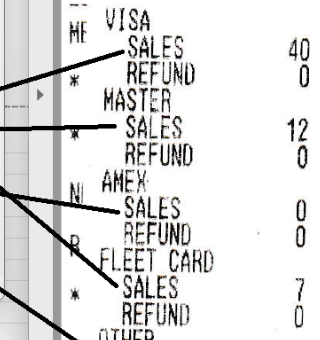 VISA
SALES 40
REFUND 0
MASTER
SALES 12
REFUND 0
AMEX
SALES 0
REFUND 0
FLEET CARD
SALES 7
REFUND 0
OTHER